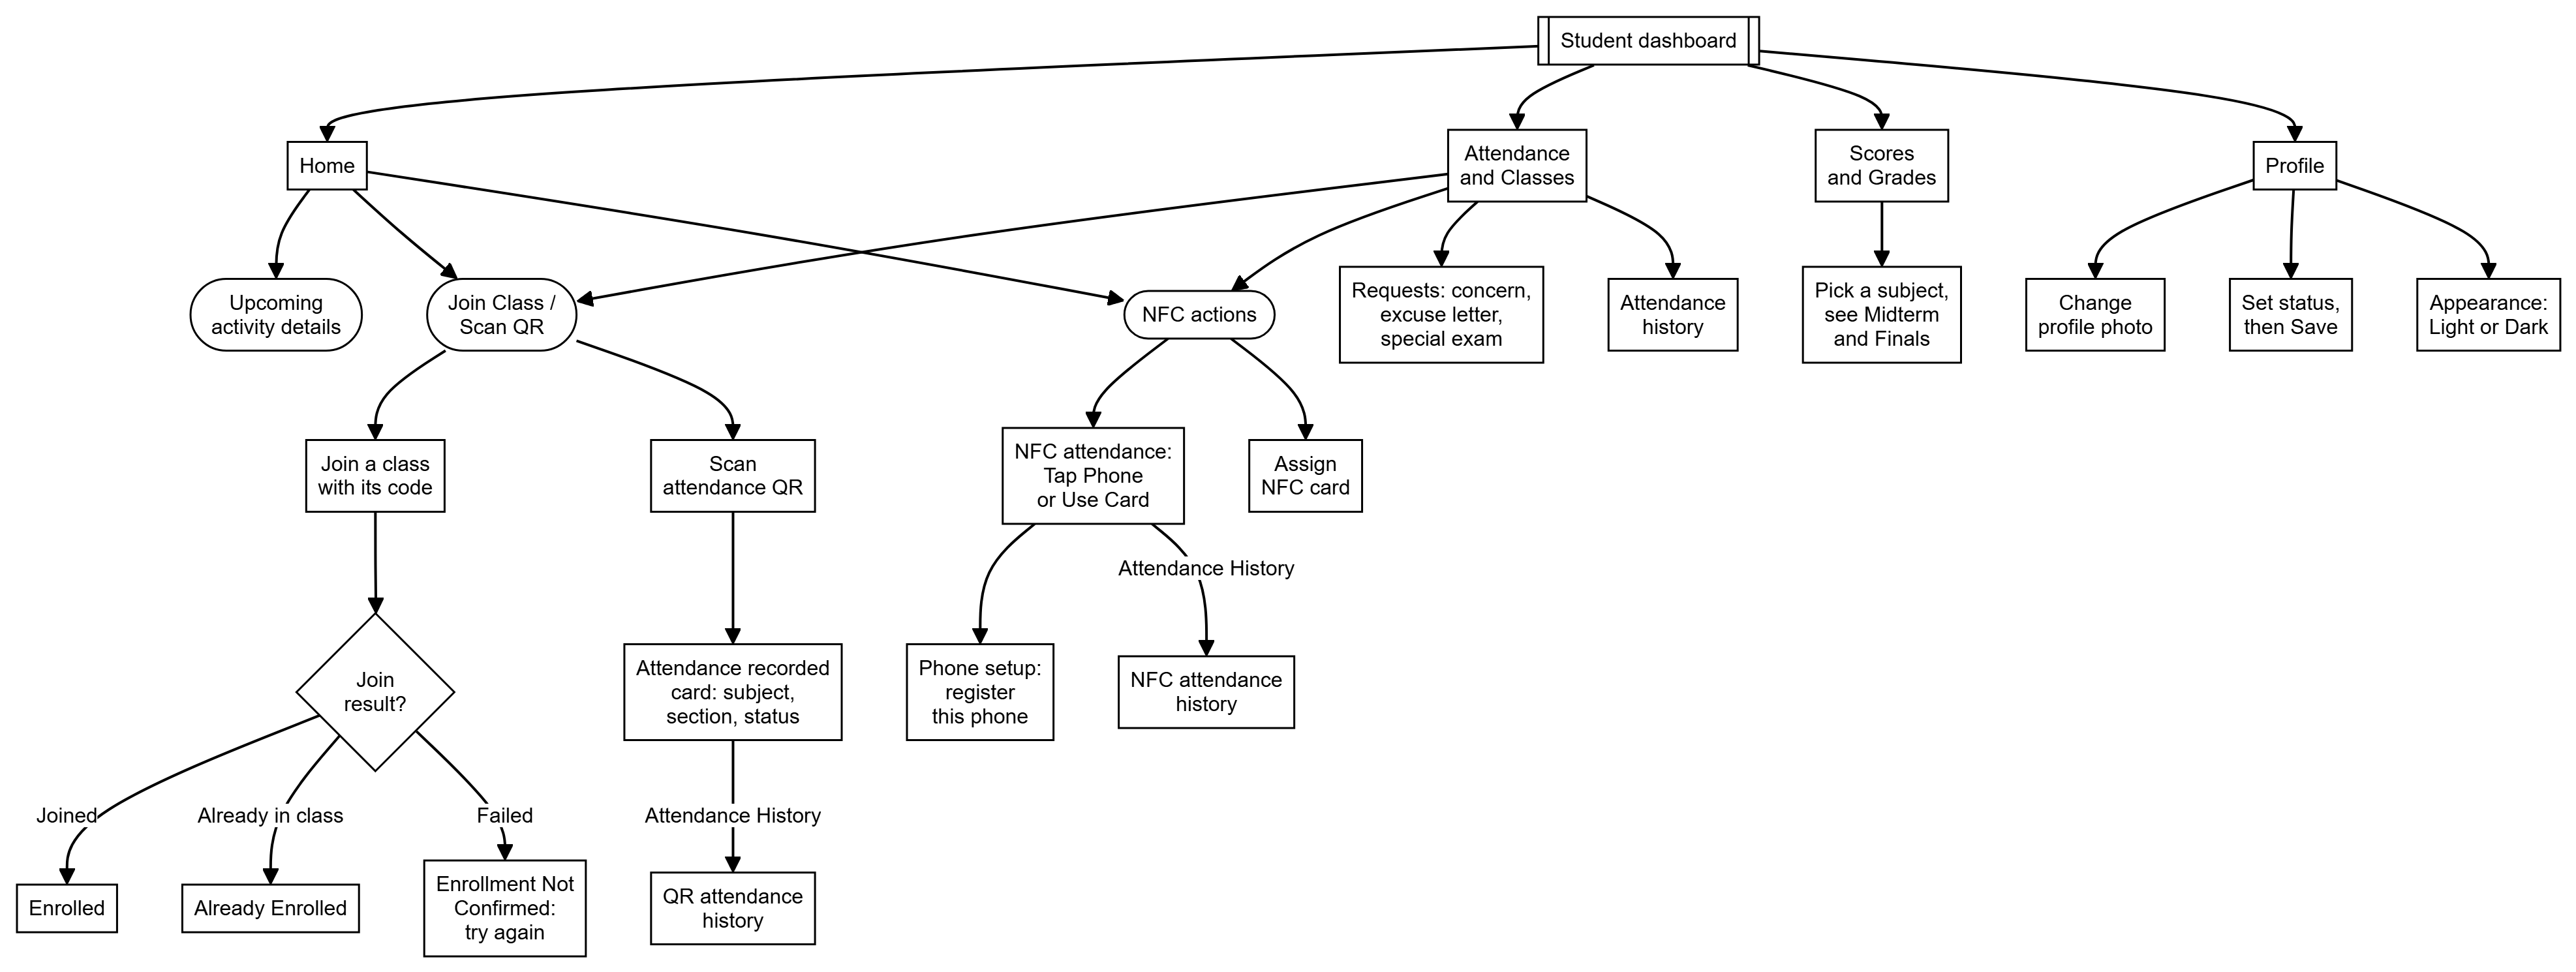 Student dashboard
Home
Attendance
and Classes
Scores
and Grades
Profile
Upcoming
activity details
Join Class /
Scan QR
NFC actions
Requests: concern,
excuse letter,
special exam
Attendance
history
Pick a subject,
see Midterm
and Finals
Change
profile photo
Set status,
then Save
Appearance:
Light or Dark
Join a class
with its code
Scan
attendance QR
NFC attendance:
Tap Phone
or Use Card
Assign
NFC card
Attendance History
Join
result?
Attendance recorded
card: subject,
section, status
Phone setup:
register
this phone
NFC attendance
history
Joined
Already in class
Failed
Attendance History
Enrolled
Already Enrolled
Enrollment Not
Confirmed:
try again
QR attendance
history